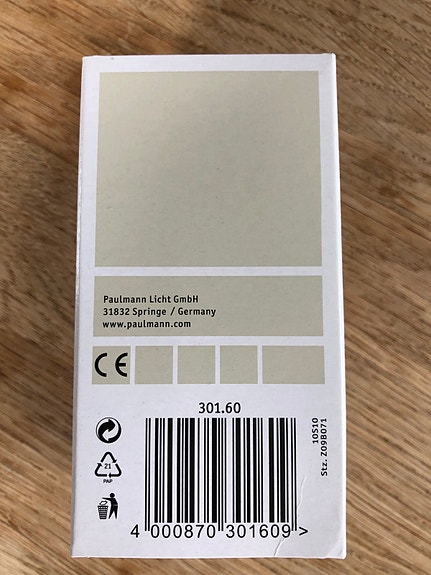 Paulmann Licht GmbH
31832 Springe / Germany
www.paulmann.com
CE
301.60
21
PAP
10S10
Stz. Z09B071
4 000870 301609 >